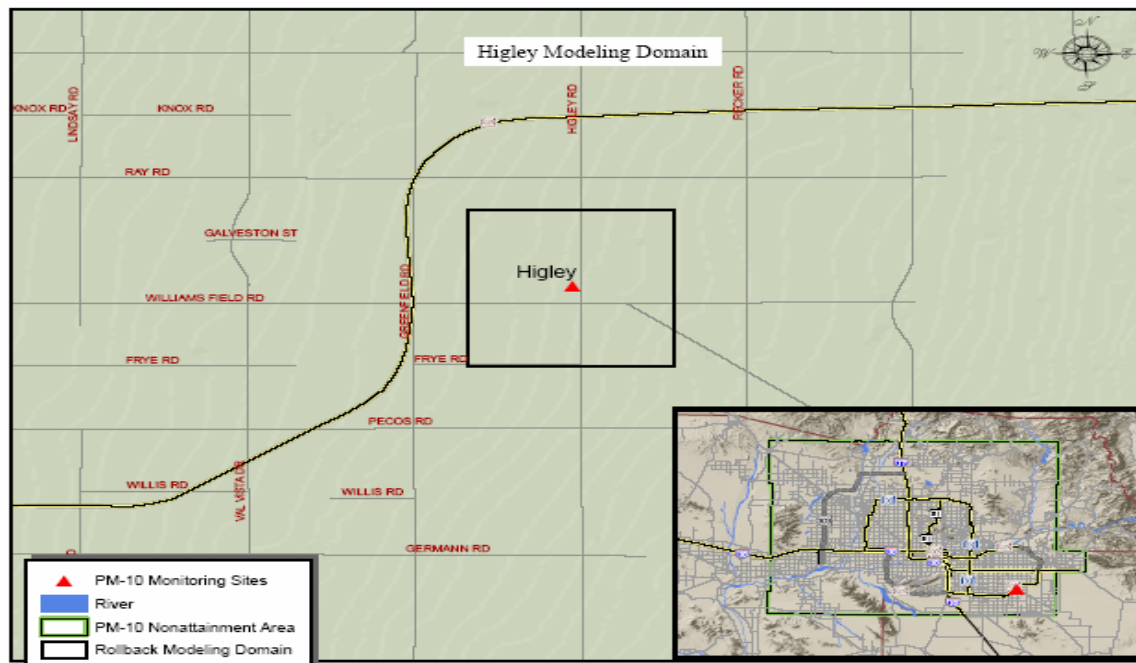 Higley Modeling Domain
N
W
E
S
KNOX RD
KNOX RD
LINDSAY RD
HIGLEY RD
RECKER RD
RAY RD
GALVESTON ST
Higley
WILLIAMS FIELD RD
GREENFIELD RD
FRYE RD
FRYE RD
PECOS RD
VAL VISTA DR
WILLIS RD
WILLIS RD
GERMANN RD
PM-10 Monitoring Sites
River
PM-10 Nonattainment Area
Rollback Modeling Domain